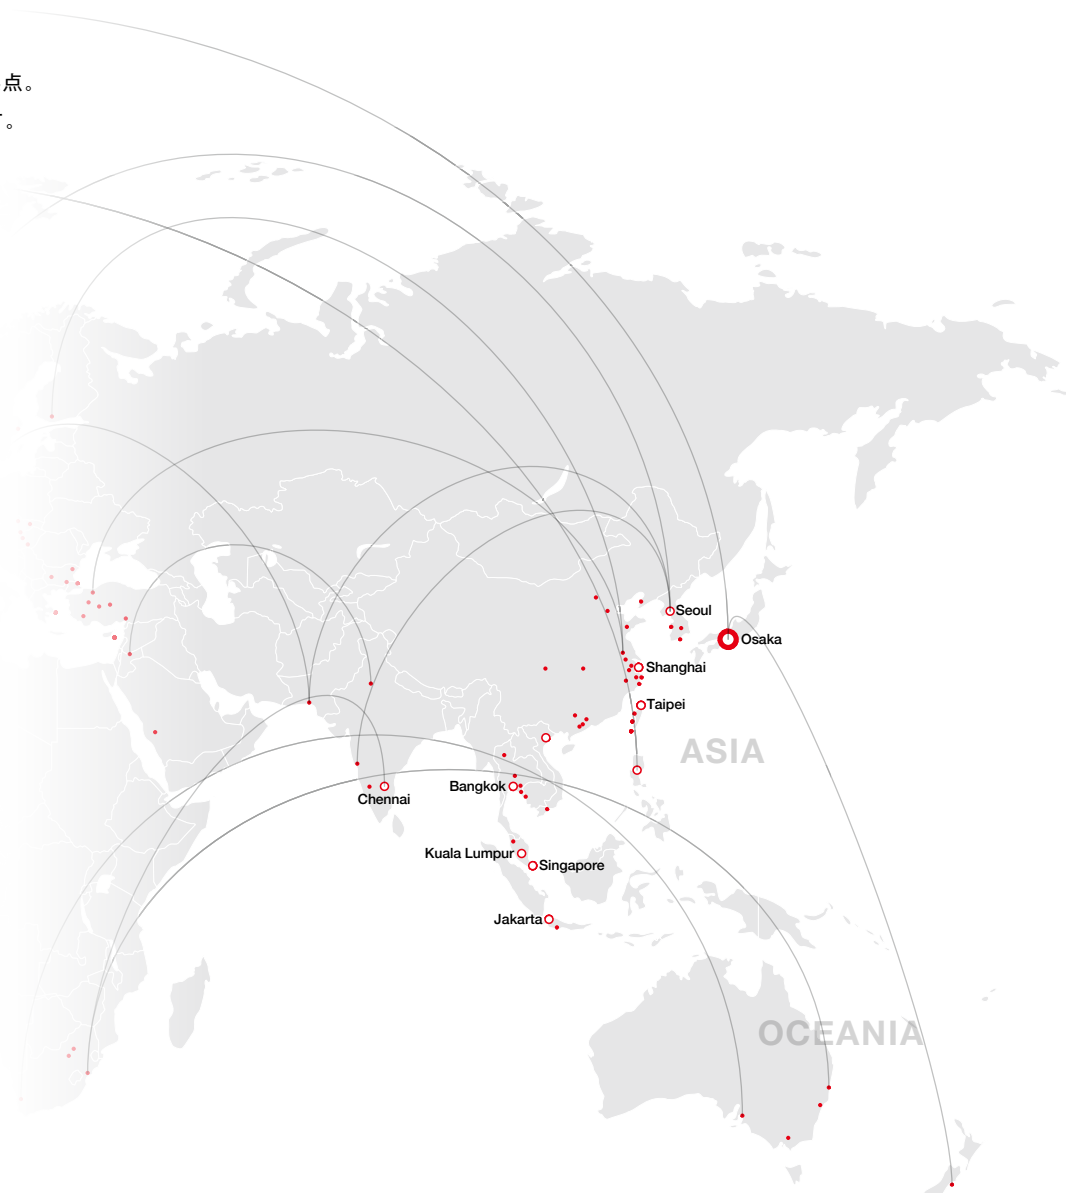 点。
。
Seoul
Osaka
Shanghai
Taipei
ASIA
Bangkok
Chennai
Kuala Lumpur
Singapore
Jakarta
OCEANIA